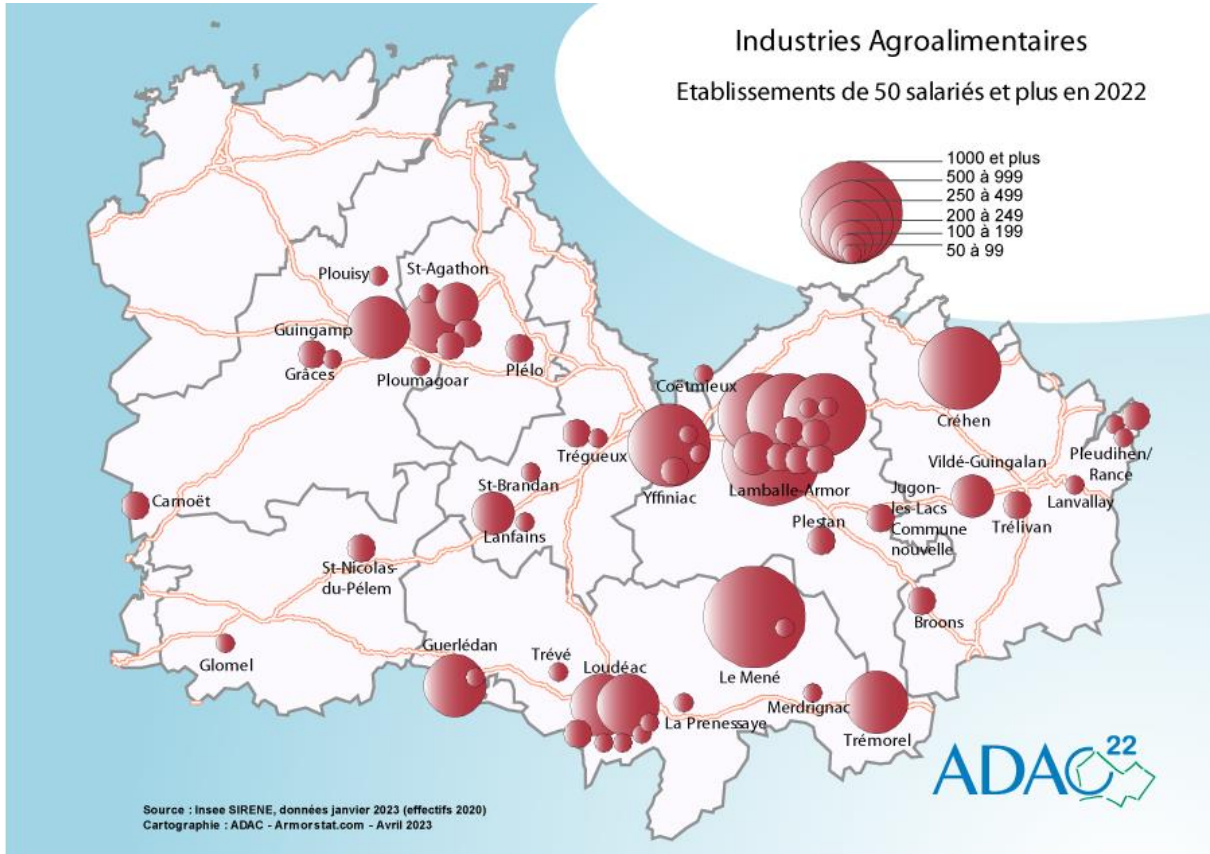 Industries Agroalimentaires
Etablissements de 50 salariés et plus en 2022
1000 et plus
500 à 999
250 à 499
200 à 249
100 à 199
50 à 99
Plouisy
St-Agathon
Guingamp
Grâces
Ploumagoar
Plélo
Coëtmieux
Créhen
Trégueux
Yffiniac
Lamballe-Armor
Vildé-Guingalan
Pleudihen/
Rance
Lanvallay
Trélivan
Jugon-
les-Lacs
Commune
nouvelle
Plestan
St-Brandan
Lanfains
Carnoët
St-Nicolas-
du-Pélem
Broons
Glomel
Guerlédan
Trévé
Loudéac
La Prenessaye
Le Mené
Merdrignac
Trémorel
ADAC 22
Source : Insee SIRENE, données janvier 2023 (effectifs 2020)
Cartographie : ADAC - Armorstat.com - Avril 2023